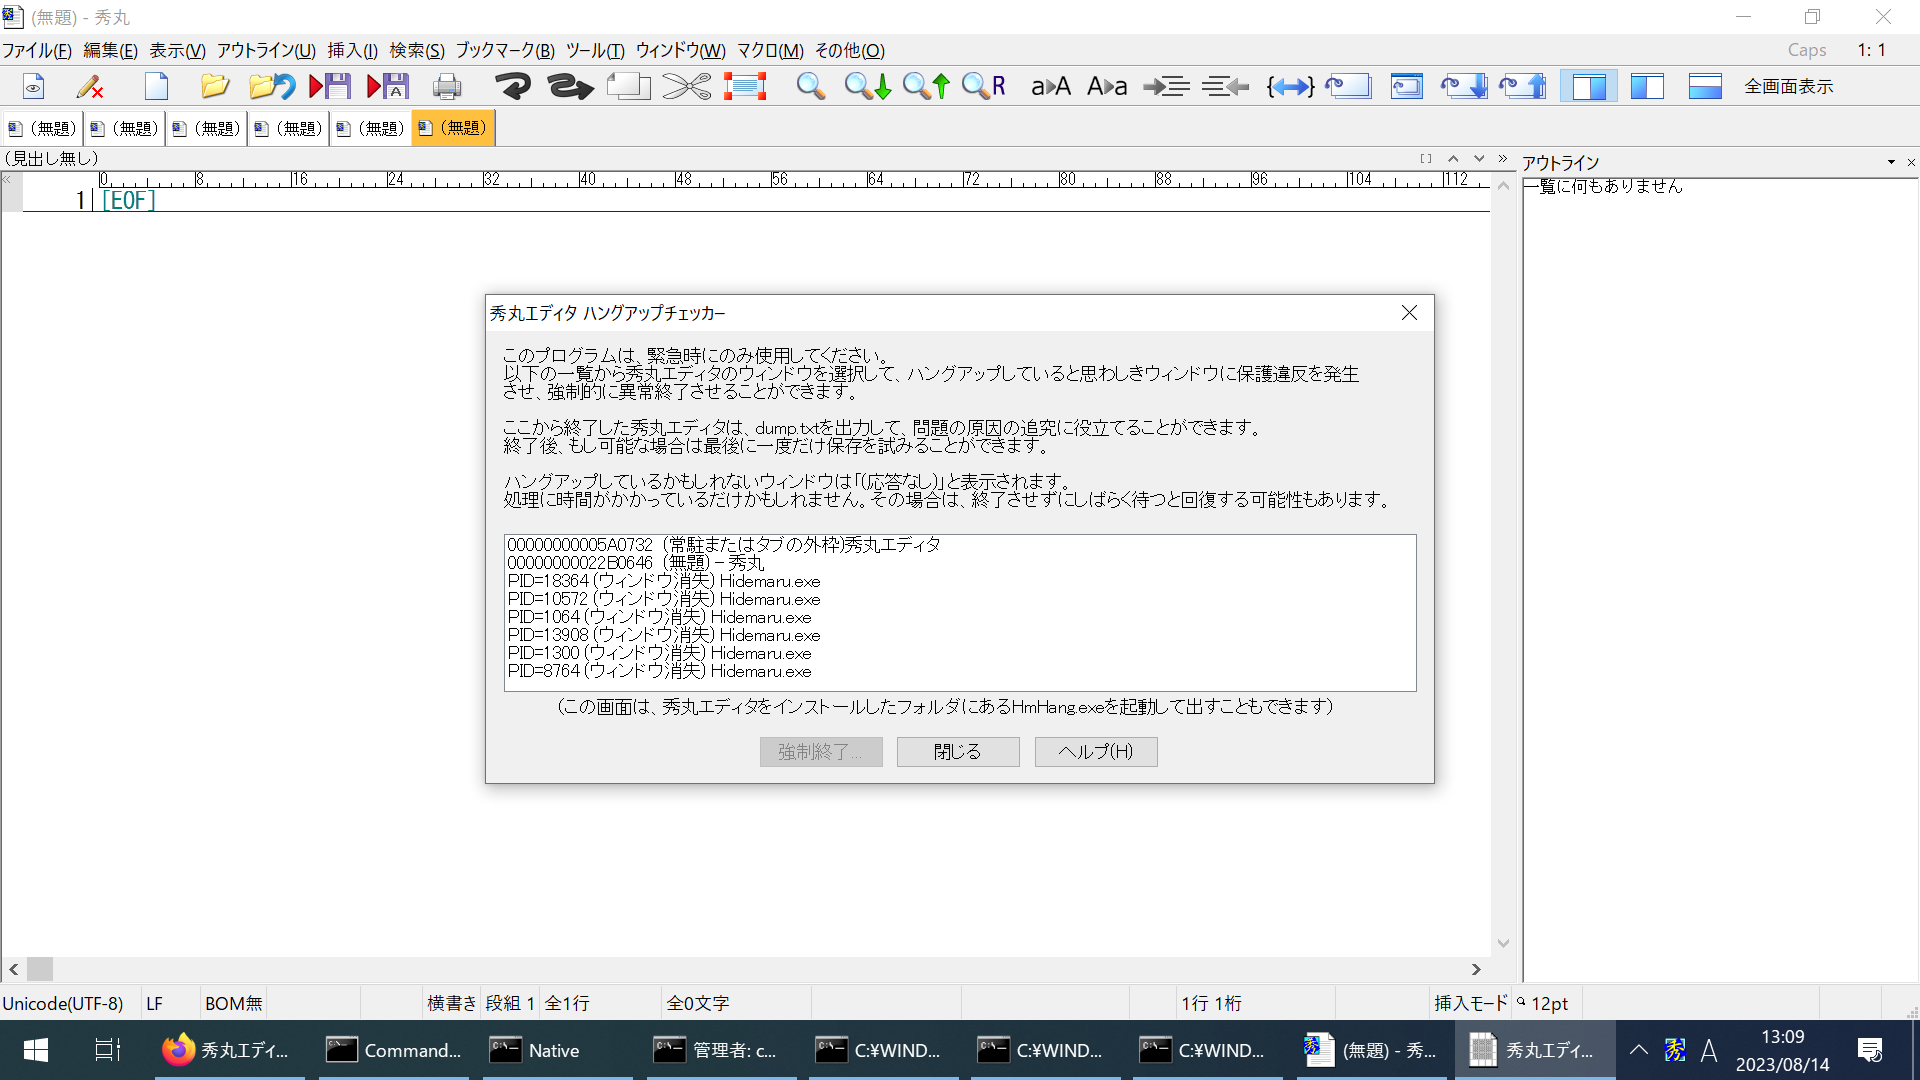 (無題) - 秀丸
ファイル(F) 編集(E) 表示(V) アウトライン(U) 挿入(I) 検索(S) ブックマーク(B) ツール(T) ウィンドウ(W) マクロ(M) その他(O) Caps 1: 1
R aA Aa 全画面表示
(無題) (無題) (無題) (無題) (無題) (無題)
(見出し無し)
アウトライン
一覧に何もありません
0 8 16 24 32 40 48 56 64 72 80 88 96 104 112
1 [EOF]
秀丸エディタ ハングアップチェッカー
このプログラムは、緊急時にのみ使用してください。
以下の一覧から秀丸エディタのウィンドウを選択して、ハングアップしていると思わしきウィンドウに保護違反を発生
させ、強制的に異常終了させることができます。
ここから終了した秀丸エディタは、dump.txtを出力して、問題の原因の追究に役立てることができます。
終了後、もし可能な場合は最後に一度だけ保存を試みることができます。
ハングアップしているかもしれないウィンドウは「(応答なし)」と表示されます。
処理に時間がかかっているだけかもしれません。その場合は、終了させずにしばらく待つと回復する可能性もあります。
00000000005A0732 (常駐またはタブの外枠)秀丸エディタ
00000000022B0646 (無題) - 秀丸
PID=18364 (ウィンドウ消失) Hidemaru.exe
PID=10572 (ウィンドウ消失) Hidemaru.exe
PID=1064 (ウィンドウ消失) Hidemaru.exe
PID=13908 (ウィンドウ消失) Hidemaru.exe
PID=1300 (ウィンドウ消失) Hidemaru.exe
PID=8764 (ウィンドウ消失) Hidemaru.exe
(この画面は、秀丸エディタをインストールしたフォルダにあるHmHang.exeを起動して出すこともできます)
強制終了... 閉じる ヘルプ(H)
Unicode(UTF-8) LF BOM無 横書き 段組 1 全1行 全0文字 1行 1桁 挿入モード 12pt
秀丸エディ... Command... Native 管理者: c... C:¥WIND... C:¥WIND... C:¥WIND... (無題) - 秀... 秀丸エディ... 秀 A 13:09
2023/08/14